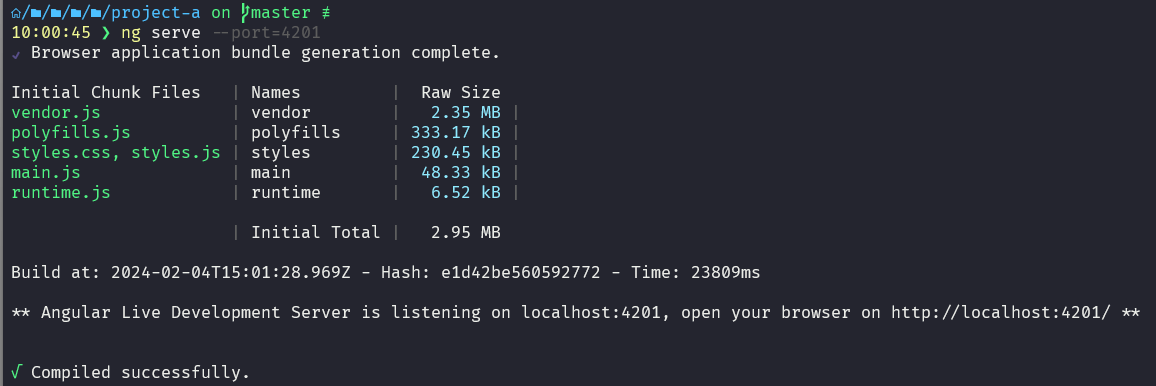 / / / / /project-a on master ≢
10:00:45 ❯ ng serve --port=4201
✔ Browser application bundle generation complete.
Initial Chunk Files | Names | Raw Size
vendor.js | vendor | 2.35 MB |
polyfills.js | polyfills | 333.17 kB |
styles.css, styles.js | styles | 230.45 kB |
main.js | main | 48.33 kB |
runtime.js | runtime | 6.52 kB |
| Initial Total | 2.95 MB
Build at: 2024-02-04T15:01:28.969Z - Hash: e1d42be560592772 - Time: 23809ms
** Angular Live Development Server is listening on localhost:4201, open your browser on http://localhost:4201/ **
√ Compiled successfully.